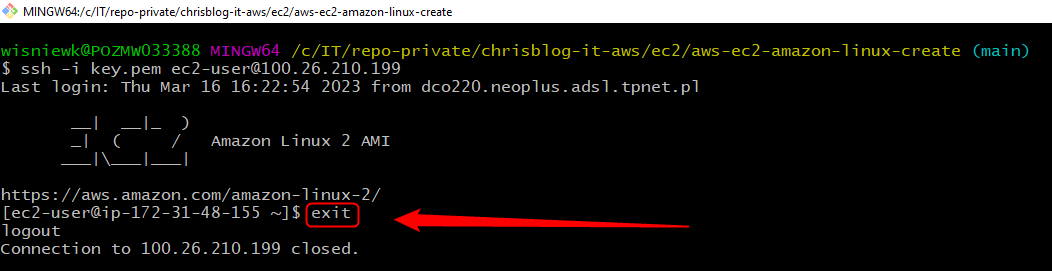 MINGW64:/c/IT/repo-private/chrisblog-it-aws/ec2/aws-ec2-amazon-linux-create
wisniewk@POZMW033388 MINGW64 /c/IT/repo-private/chrisblog-it-aws/ec2/aws-ec2-amazon-linux-create (main)
$ ssh -i key.pem ec2-user@100.26.210.199
Last login: Thu Mar 16 16:22:54 2023 from dco220.neoplus.adsl.tpnet.pl
       __|  __|_  )
       _|  (     /   Amazon Linux 2 AMI
      ___|\___|___|
https://aws.amazon.com/amazon-linux-2/
[ec2-user@ip-172-31-48-155 ~]$ exit
logout
Connection to 100.26.210.199 closed.